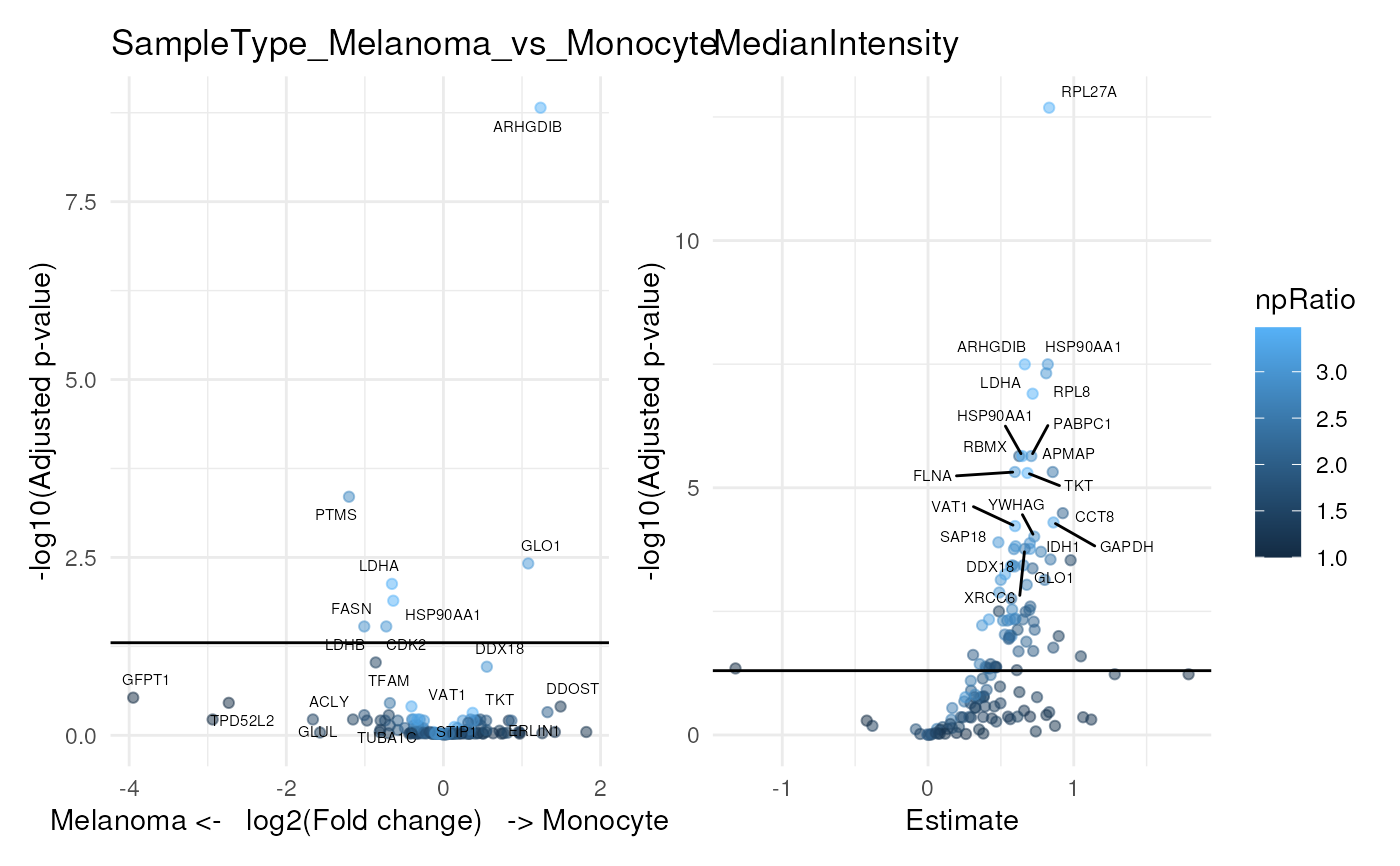 SampleType_Melanoma_vs_Monocyte
MedianIntensity
-log10(Adjusted p-value)
7.5
5.0
2.5
0.0
ARHGDIB
PTMS
GLO1
LDHA
FASN
HSP90AA1
LDHB
CDK2
DDX18
GFPT1
TFAM
ACLY
VAT1
TKT
DDOST
TPD52L2
GLUL
TUBA1C
STIP1
ERLIN1
-4
-2
0
2
Melanoma <-   log2(Fold change)   -> Monocyte
-log10(Adjusted p-value)
10
5
0
RPL27A
ARHGDIB
HSP90AA1
LDHA
RPL8
HSP90AA1
PABPC1
RBMX
APMAP
FLNA
TKT
VAT1
YWHAG
CCT8
SAP18
IDH1
GAPDH
DDX18
GLO1
XRCC6
-1
0
1
Estimate
npRatio
3.0
2.5
2.0
1.5
1.0